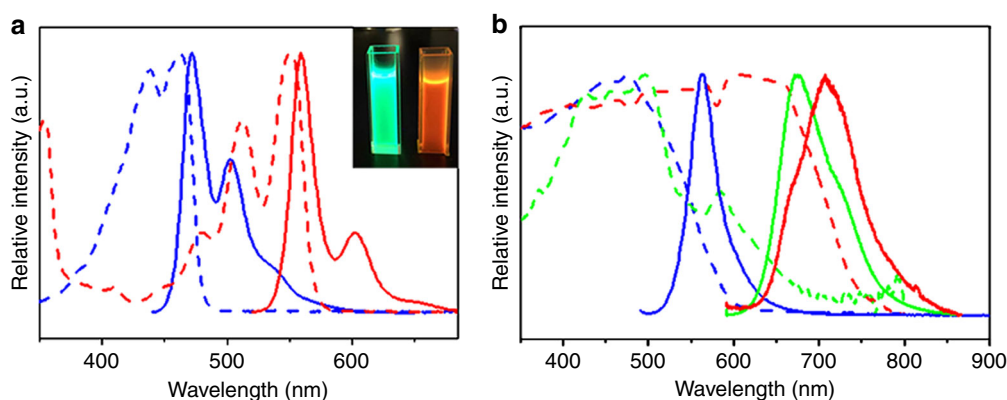 a
Relative intensity (a.u.)
400 500 600
Wavelength (nm)
b
Relative intensity (a.u.)
400 500 600 700 800 900
Wavelength (nm)